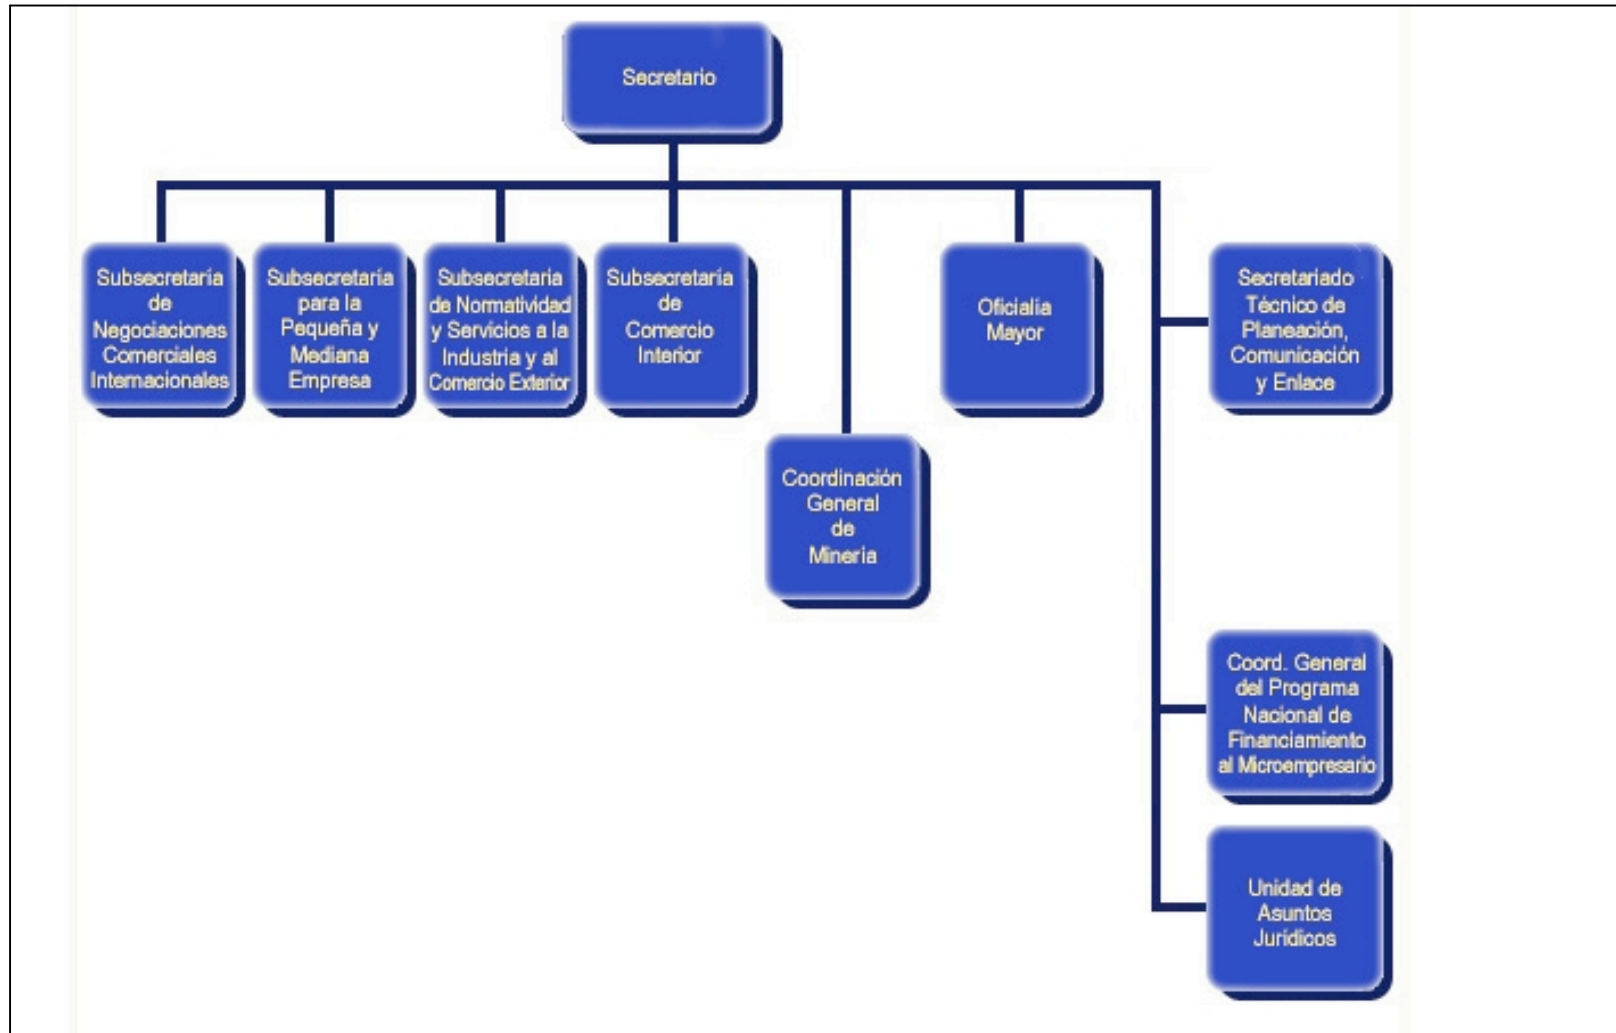 Secretario
Subsecretaría
de
Negociaciones
Comerciales
Internacionales
Subsecretaría
para la
Pequeña y
Mediana
Empresa
Subsecretaria
de Normatividad
y Servicios a la
Industria y al
Comercio Exterior
Subsecretaría
de
Comercio
Interior
Coordinación
General
de
Minería
Oficialía
Mayor
Secretariado
Técnico de
Planeación,
Comunicación
y Enlace
Coord. General
del Programa
Nacional de
Financiamiento
al Microempresario
Unidad de
Asuntos
Jurídicos